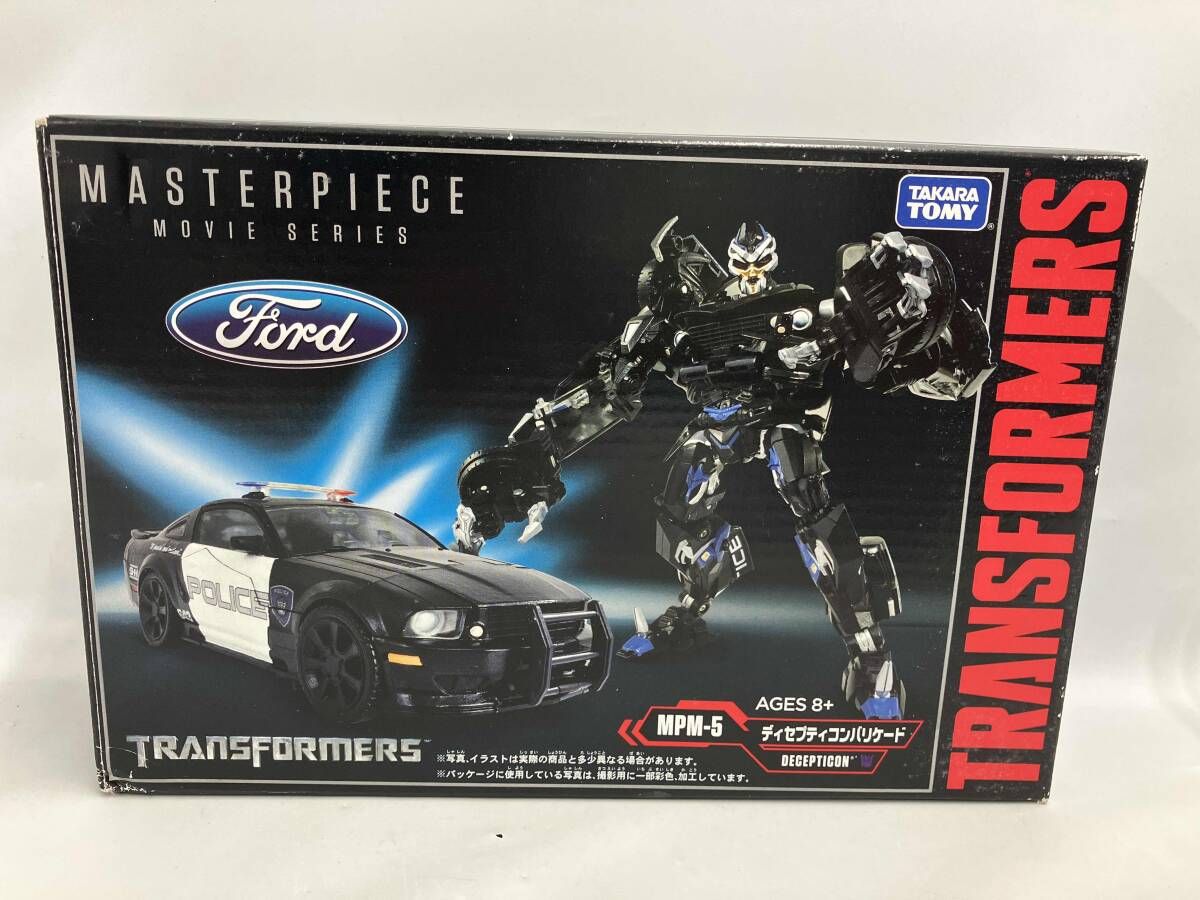 MASTERPIECE
MOVIE SERIES
Ford
TAKARA
TOMY
®
TRANSFORMERS
POLICE
ICE
AGES 8+
MPM-5
ディセプティコンバリケード
DECEPTICON
TRANSFORMERS
※写真、イラストは実際の商品と多少異なる場合があります。
※パッケージに使用している写真は、撮影用に一部彩色、加工しています。